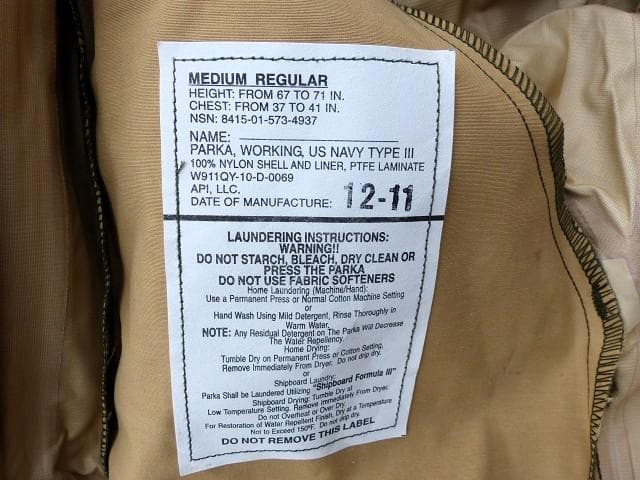 MEDIUM REGULAR
HEIGHT: FROM 67 TO 71 IN.
CHEST: FROM 37 TO 41 IN.
NSN: 8415-01-573-4937
NAME:
PARKA, WORKING, US NAVY TYPE III
100% NYLON SHELL AND LINER, PTFE LAMINATE
W911QY-10-D-0069
API, LLC.
DATE OF MANUFACTURE: 12-11
LAUNDERING INSTRUCTIONS:
WARNING!!
DO NOT STARCH, BLEACH, DRY CLEAN OR
PRESS THE PARKA
DO NOT USE FABRIC SOFTENERS
Home Laundering (Machine/Hand):
Use a Permanent Press or Normal Cotton Machine Setting
or
Hand Wash Using Mild Detergent, Rinse Thoroughly in
Warm Water.
NOTE: Any Residual Detergent on The Parka Will Decrease
The Water Repellency.
Home Drying:
Tumble Dry on Permanent Press or Cotton Setting,
Remove Immediately From Dryer. Do not drip dry.
or
Shipboard Laundry:
Parka Shall be Laundered Utilizing "Shipboard Formula III"
Shipboard Drying: Tumble Dry at
Low Temperature Setting. Remove Immediately From Dryer.
Do not Overheat or Over Dry.
For Restoration of Water Repellent Finish, Dry at a Temperature
Not to Exceed 150°F. Do not drip dry.
DO NOT REMOVE THIS LABEL